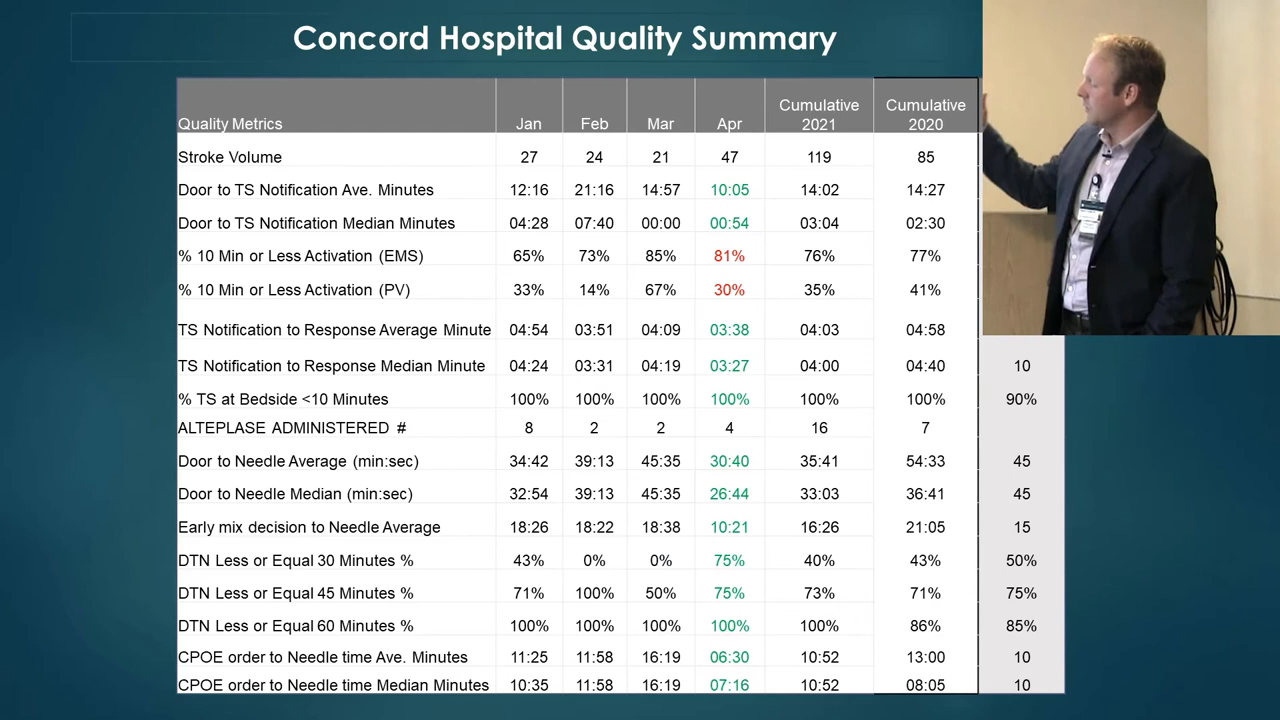 Concord Hospital Quality Summary
Quality Metrics Jan Feb Mar Apr Cumulative 2021 Cumulative 2020
Stroke Volume 27 24 21 47 119 85
Door to TS Notification Ave. Minutes 12:16 21:16 14:57 10:05 14:02 14:27
Door to TS Notification Median Minutes 04:28 07:40 00:00 00:54 03:04 02:30
% 10 Min or Less Activation (EMS) 65% 73% 85% 81% 76% 77%
% 10 Min or Less Activation (PV) 33% 14% 67% 30% 35% 41%
TS Notification to Response Average Minute 04:54 03:51 04:09 03:38 04:03 04:58
TS Notification to Response Median Minute 04:24 03:31 04:19 03:27 04:00 04:40 10
% TS at Bedside <10 Minutes 100% 100% 100% 100% 100% 100% 90%
ALTEPLASE ADMINISTERED # 8 2 2 4 16 7
Door to Needle Average (min:sec) 34:42 39:13 45:35 30:40 35:41 54:33 45
Door to Needle Median (min:sec) 32:54 39:13 45:35 26:44 33:03 36:41 45
Early mix decision to Needle Average 18:26 18:22 18:38 10:21 16:26 21:05 15
DTN Less or Equal 30 Minutes % 43% 0% 0% 75% 40% 43% 50%
DTN Less or Equal 45 Minutes % 71% 100% 50% 75% 73% 71% 75%
DTN Less or Equal 60 Minutes % 100% 100% 100% 100% 100% 86% 85%
CPOE order to Needle time Ave. Minutes 11:25 11:58 16:19 06:30 10:52 13:00 10
CPOE order to Needle time Median Minutes 10:35 11:58 16:19 07:16 10:52 08:05 10